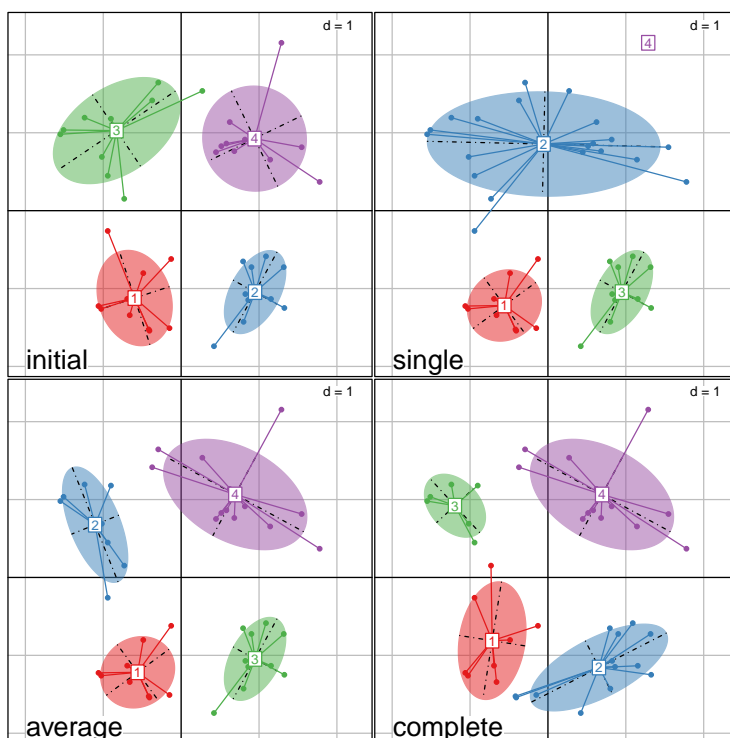 d = 1
3
4
1
2
initial
d = 1
4
2
3
1
single
d = 1
4
2
3
1
average
d = 1
4
3
1
2
complete